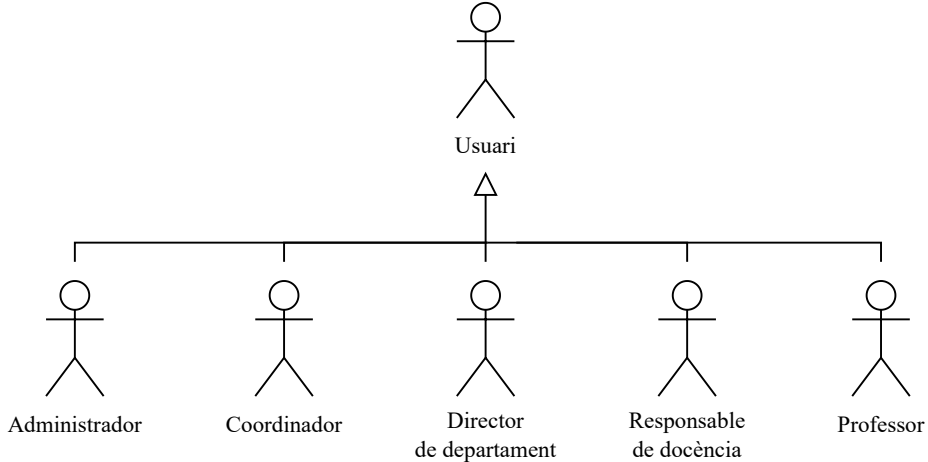 Usuari
Administrador
Coordinador
Director
de departament
Responsable
de docència
Professor